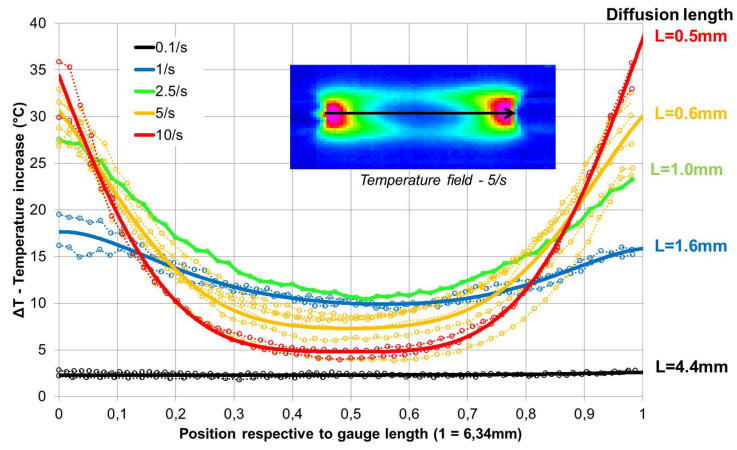 Diffusion length
40
35
30
25
20
15
10
5
0
ΔT - Temperature increase (°C)
0.1/s
1/s
2.5/s
5/s
10/s
Temperature field - 5/s
L=0.5mm
L=0.6mm
L=1.0mm
L=1.6mm
L=4.4mm
0 0,1 0,2 0,3 0,4 0,5 0,6 0,7 0,8 0,9 1
Position respective to gauge length (1 = 6,34mm)